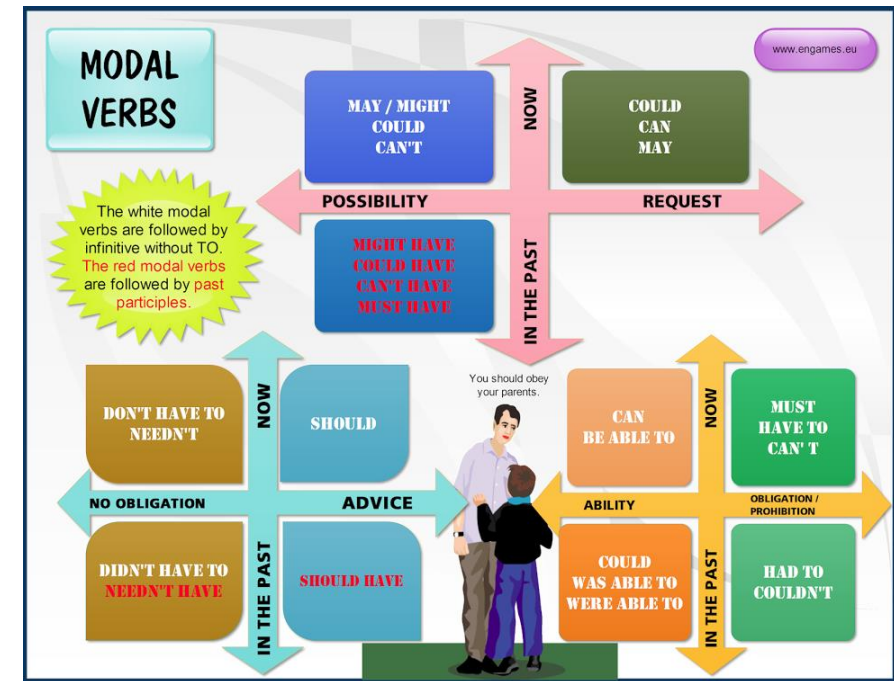 MODAL
VERBS
www.engames.eu
The white modal
verbs are followed by
infinitive without TO.
The red modal verbs
are followed by past
participles.
NOW
MAY / MIGHT
COULD
CAN'T
COULD
CAN
MAY
POSSIBILITY
REQUEST
MIGHT HAVE
COULD HAVE
CAN'T HAVE
MUST HAVE
IN THE PAST
NOW
DON'T HAVE TO
NEEDN'T
SHOULD
NO OBLIGATION
ADVICE
DIDN'T HAVE TO
NEEDN'T HAVE
SHOULD HAVE
IN THE PAST
You should obey
your parents.
NOW
CAN
BE ABLE TO
MUST
HAVE TO
CAN' T
ABILITY
OBLIGATION /
PROHIBITION
COULD
WAS ABLE TO
WERE ABLE TO
HAD TO
COULDN'T
IN THE PAST